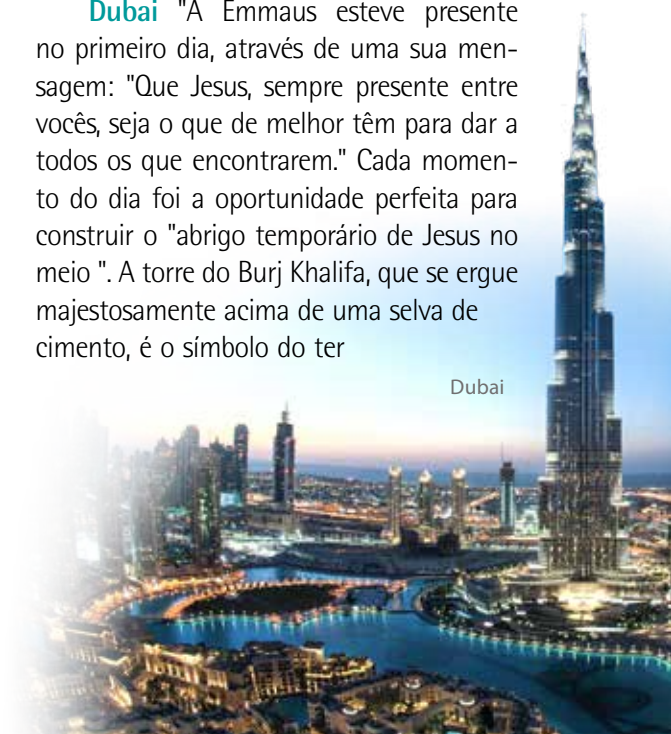 Dubai "A Emmaus esteve presente
no primeiro dia, através de uma sua men-
sagem: "Que Jesus, sempre presente entre
vocês, seja o que de melhor têm para dar a
todos os que encontrarem." Cada momen-
to do dia foi a oportunidade perfeita para
construir o "abrigo temporário de Jesus no
meio ". A torre do Burj Khalifa, que se ergue
majestosamente acima de uma selva de
cimento, é o símbolo do ter
Dubai